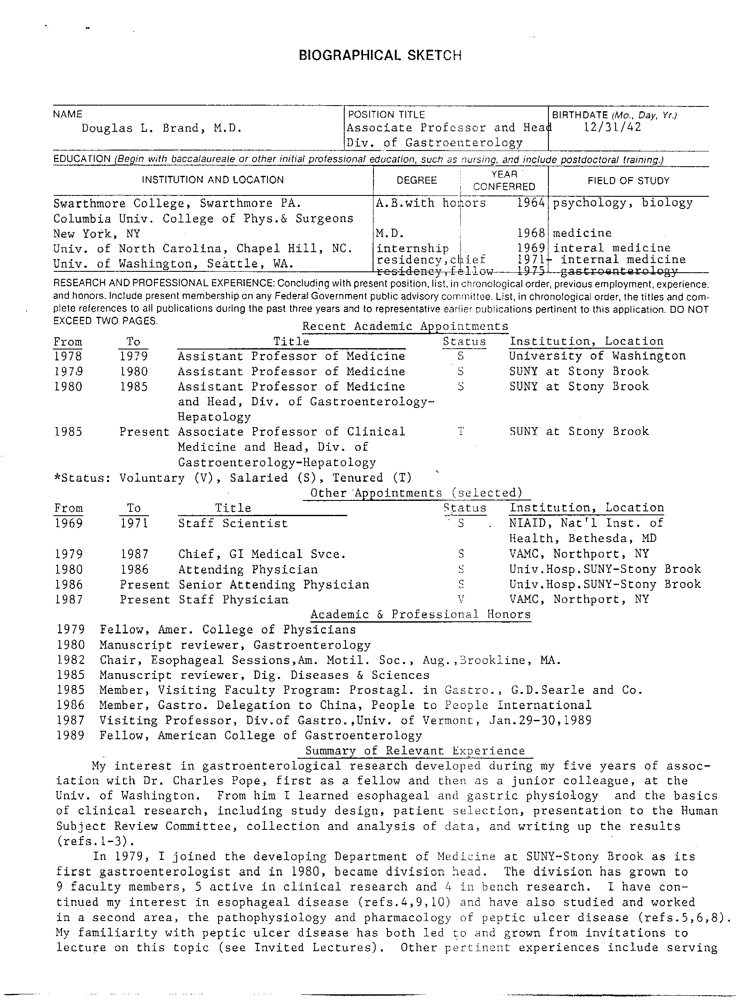 BIOGRAPHICAL SKETCH
NAME POSITION TITLE BIRTHDATE (Mo., Day, Yr.)
Douglas L. Brand, M.D. Associate Professor and Head 12/31/42
Div. of Gastroenterology
EDUCATION (Begin with baccalaureate or other initial professional education, such as nursing, and include postdoctoral training.)
INSTITUTION AND LOCATION DEGREE YEAR CONFERRED FIELD OF STUDY
Swarthmore College, Swarthmore PA. A.B.with honors 1964 psychology, biology
Columbia Univ. College of Phys.& Surgeons
New York, NY M.D. 1968 medicine
Univ. of North Carolina, Chapel Hill, NC. internship 1969 interal medicine
Univ. of Washington, Seattle, WA. residency,chief 1971- internal medicine
residency,fellow 1975 gastroenterology
RESEARCH AND PROFESSIONAL EXPERIENCE: Concluding with present position, list, in chronological order, previous employment, experience,
and honors. Include present membership on any Federal Government public advisory committee. List, in chronological order, the titles and com-
plete references to all publications during the past three years and to representative earlier publications pertinent to this application. DO NOT
EXCEED TWO PAGES.
Recent Academic Appointments
From To Title Status Institution, Location
1978 1979 Assistant Professor of Medicine S University of Washington
1979 1980 Assistant Professor of Medicine S SUNY at Stony Brook
1980 1985 Assistant Professor of Medicine S SUNY at Stony Brook
and Head, Div. of Gastroenterology-
Hepatology
1985 Present Associate Professor of Clinical T SUNY at Stony Brook
Medicine and Head, Div. of
Gastroenterology-Hepatology
*Status: Voluntary (V), Salaried (S), Tenured (T)
Other Appointments (selected)
From To Title Status Institution, Location
1969 1971 Staff Scientist S NIAID, Nat'l Inst. of
Health, Bethesda, MD
1979 1987 Chief, GI Medical Svce. S VAMC, Northport, NY
1980 1986 Attending Physician S Univ.Hosp.SUNY-Stony Brook
1986 Present Senior Attending Physician S Univ.Hosp.SUNY-Stony Brook
1987 Present Staff Physician V VAMC, Northport, NY
Academic & Professional Honors
1979 Fellow, Amer. College of Physicians
1980 Manuscript reviewer, Gastroenterology
1982 Chair, Esophageal Sessions,Am. Motil. Soc., Aug.,Brookline, MA.
1985 Manuscript reviewer, Dig. Diseases & Sciences
1985 Member, Visiting Faculty Program: Prostagl. in Gastro., G.D.Searle and Co.
1986 Member, Gastro. Delegation to China, People to People International
1987 Visiting Professor, Div.of Gastro.,Univ. of Vermont, Jan.29-30,1989
1989 Fellow, American College of Gastroenterology
Summary of Relevant Experience
My interest in gastroenterological research developed during my five years of assoc-
iation with Dr. Charles Pope, first as a fellow and then as a junior colleague, at the
Univ. of Washington. From him I learned esophageal and gastric physiology and the basics
of clinical research, including study design, patient selection, presentation to the Human
Subject Review Committee, collection and analysis of data, and writing up the results
(refs.1-3).
In 1979, I joined the developing Department of Medicine at SUNY-Stony Brook as its
first gastroenterologist and in 1980, became division head. The division has grown to
9 faculty members, 5 active in clinical research and 4 in bench research. I have con-
tinued my interest in esophageal disease (refs.4,9,10) and have also studied and worked
in a second area, the pathophysiology and pharmacology of peptic ulcer disease (refs.5,6,8).
My familiarity with peptic ulcer disease has both led to and grown from invitations to
lecture on this topic (see Invited Lectures). Other pertinent experiences include serving